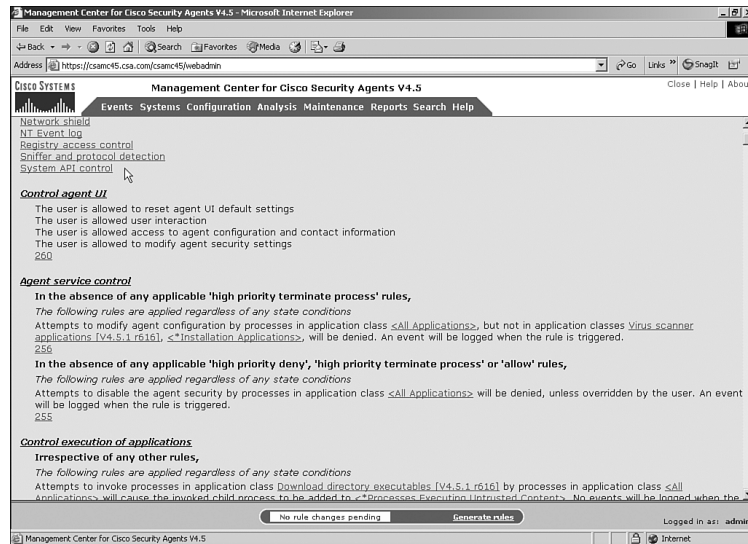 Management Center for Cisco Security Agents V4.5 - Microsoft Internet Explorer
File Edit View Favorites Tools Help
Back Search Favorites Media
Address https://csamc45.csa.com/csamc45/webadmin Go Links » SnagIt
CISCO SYSTEMS
Management Center for Cisco Security Agents V4.5
Close | Help | Abou
Events Systems Configuration Analysis Maintenance Reports Search Help
Network shield
NT Event log
Registry access control
Sniffer and protocol detection
System API control
Control agent UI
The user is allowed to reset agent UI default settings
The user is allowed user interaction
The user is allowed access to agent configuration and contact information
The user is allowed to modify agent security settings
260
Agent service control
In the absence of any applicable 'high priority terminate process' rules,
The following rules are applied regardless of any state conditions
Attempts to modify agent configuration by processes in application class <All Applications>, but not in application classes Virus scanner
applications [V4.5.1 r616], <*Installation Applications>, will be denied. An event will be logged when the rule is triggered.
256
In the absence of any applicable 'high priority deny', 'high priority terminate process' or 'allow' rules,
The following rules are applied regardless of any state conditions
Attempts to disable the agent security by processes in application class <All Applications> will be denied, unless overridden by the user. An event
will be logged when the rule is triggered.
255
Control execution of applications
Irrespective of any other rules,
The following rules are applied regardless of any state conditions
Attempts to invoke processes in application class Download directory executables [V4.5.1 r616] by processes in application class <All
Applications> will cause the invoked child process to be added to <*Processes Executing Untrusted Content>. No events will be logged when the
No rule changes pending Generate rules
Logged in as: admin
Management Center for Cisco Security Agents V4.5 Internet